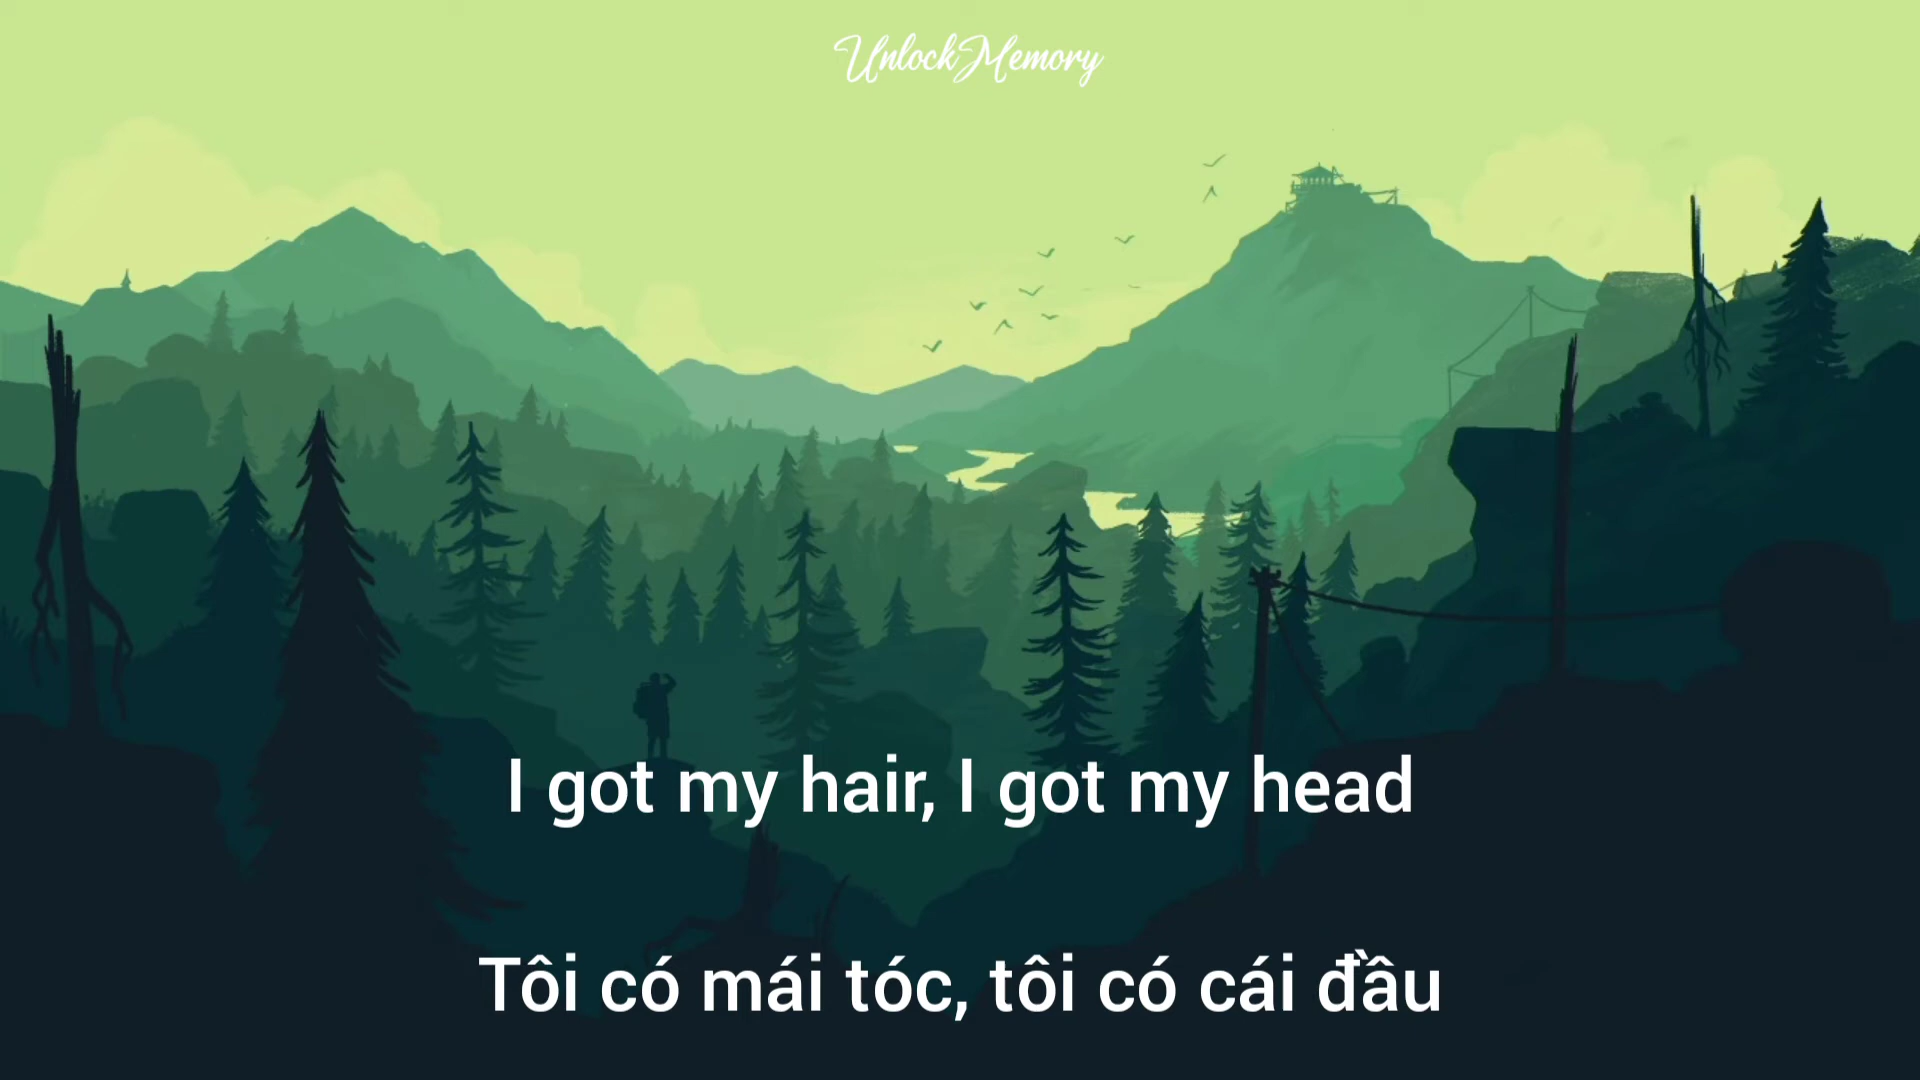 UnlockMemory
I got my hair, I got my head
Tôi có mái tóc, tôi có cái đầu